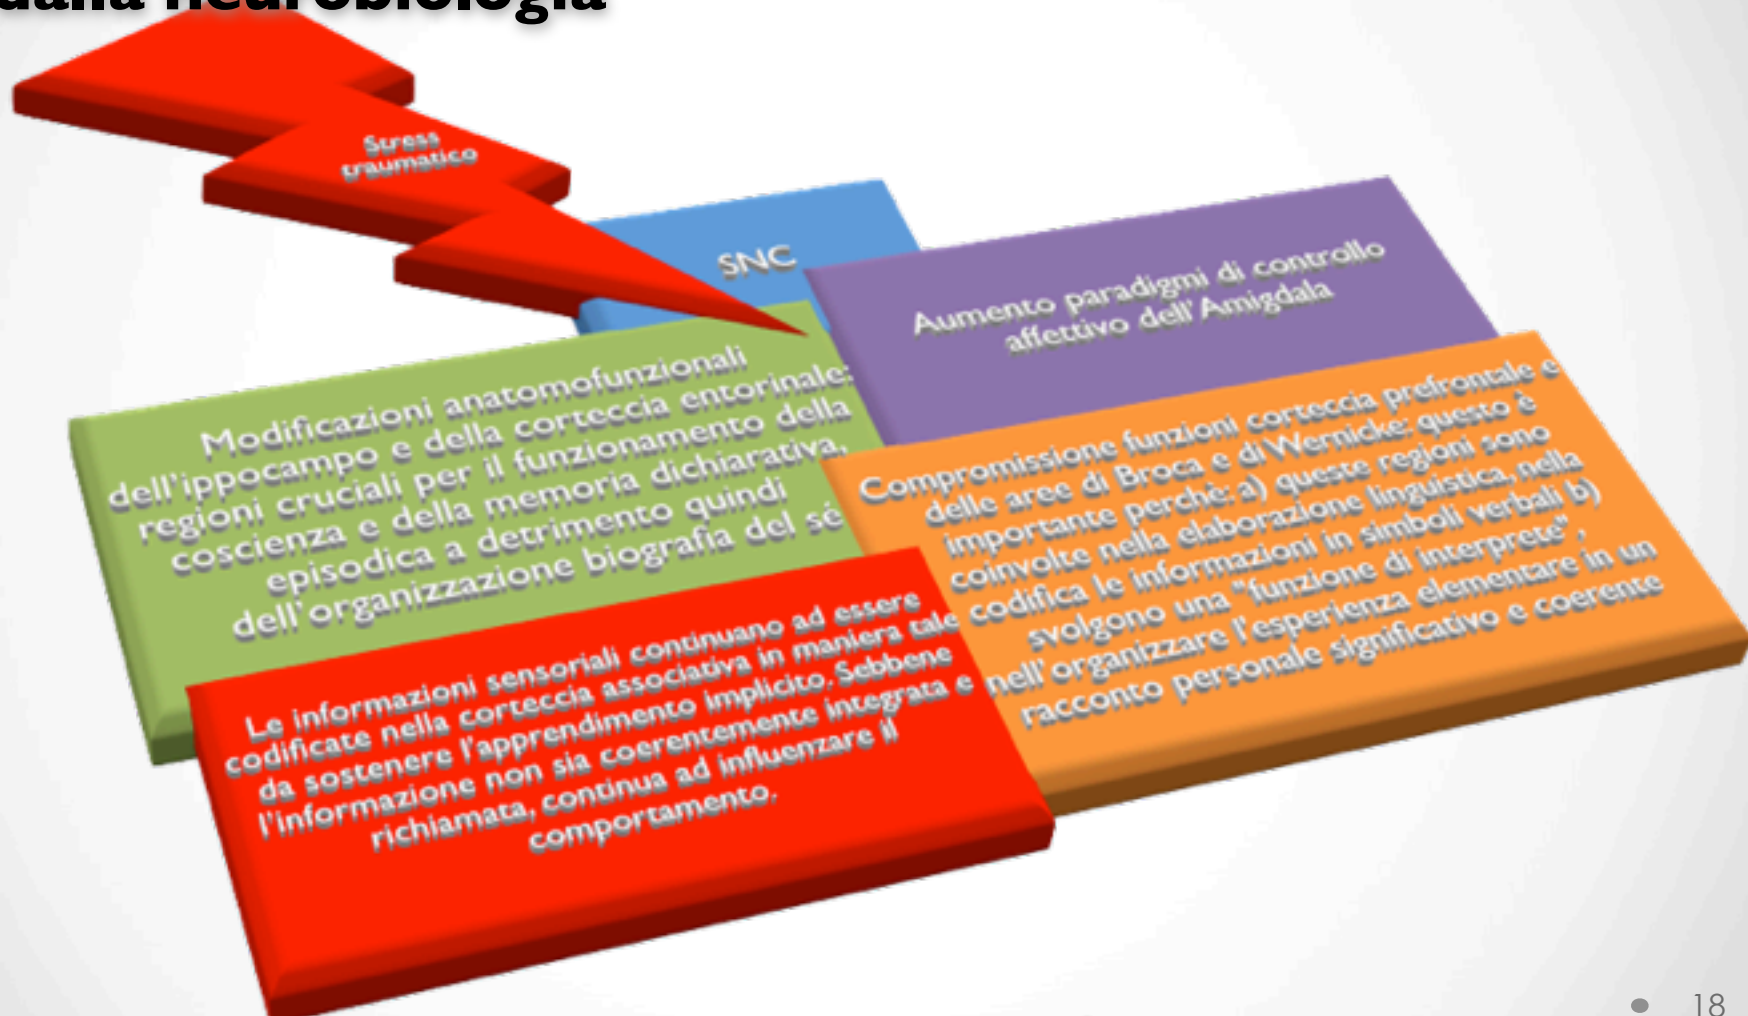 dalla neurobiologia
Stress
traumatico
SNC
Aumento paradigmi di controllo
affettivo dell'Amigdala
Modificazioni anatomofunzionali
dell'ippocampo e della corteccia entorinale:
regioni cruciali per il funzionamento della
coscienza e della memoria dichiarativa,
episodica a detrimento quindi
dell'organizzazione biografia del sè
Compromissione funzioni corteccia prefrontale e
delle aree di Broca e di Wernicke: questo è
importante perchè: a) queste regioni sono
coinvolte nella elaborazione linguistica, nella
codifica le informazioni in simboli verbali b)
svolgono una "funzione di interprete" ,
nell'organizzare l'esperienza elementare in un
racconto personale significativo e coerente
Le informazioni sensoriali continuano ad essere
codificate nella corteccia associativa in maniera tale
da sostenere l'apprendimento implicito. Sebbene
l'informazione non sia coerentemente integrata e
richiamata, continua ad influenzare il
comportamento.
18